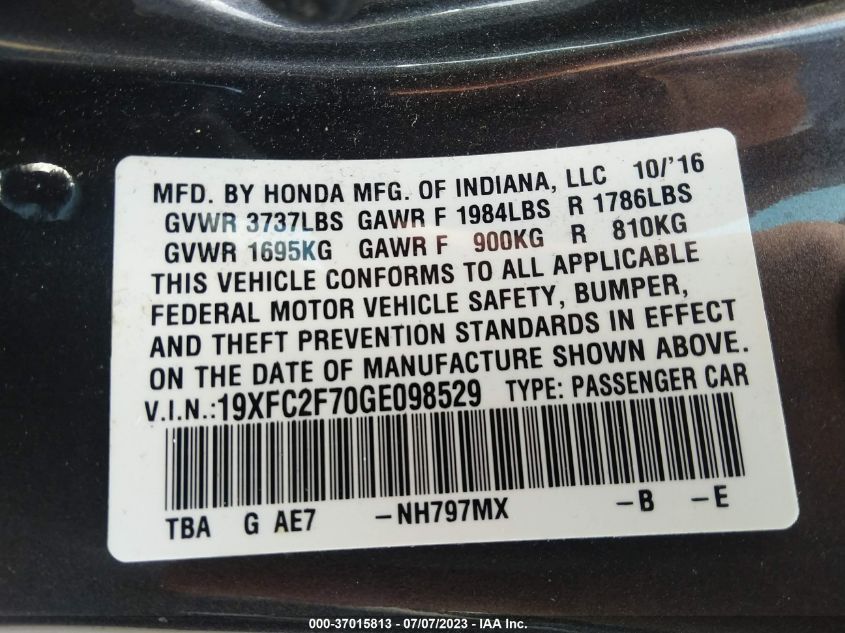 MFD. BY HONDA MFG. OF INDIANA, LLC 10/'16
GVWR 3737LBS GAWR F 1984LBS R 1786LBS
GVWR 1695KG GAWR F 900KG R 810KG
THIS VEHICLE CONFORMS TO ALL APPLICABLE
FEDERAL MOTOR VEHICLE SAFETY, BUMPER,
AND THEFT PREVENTION STANDARDS IN EFFECT
ON THE DATE OF MANUFACTURE SHOWN ABOVE.
V.I.N.:19XFC2F70GE098529 TYPE: PASSENGER CAR
TBA G AE7 -NH797MX -B -E
000-37015813 - 07/07/2023 - IAA Inc.